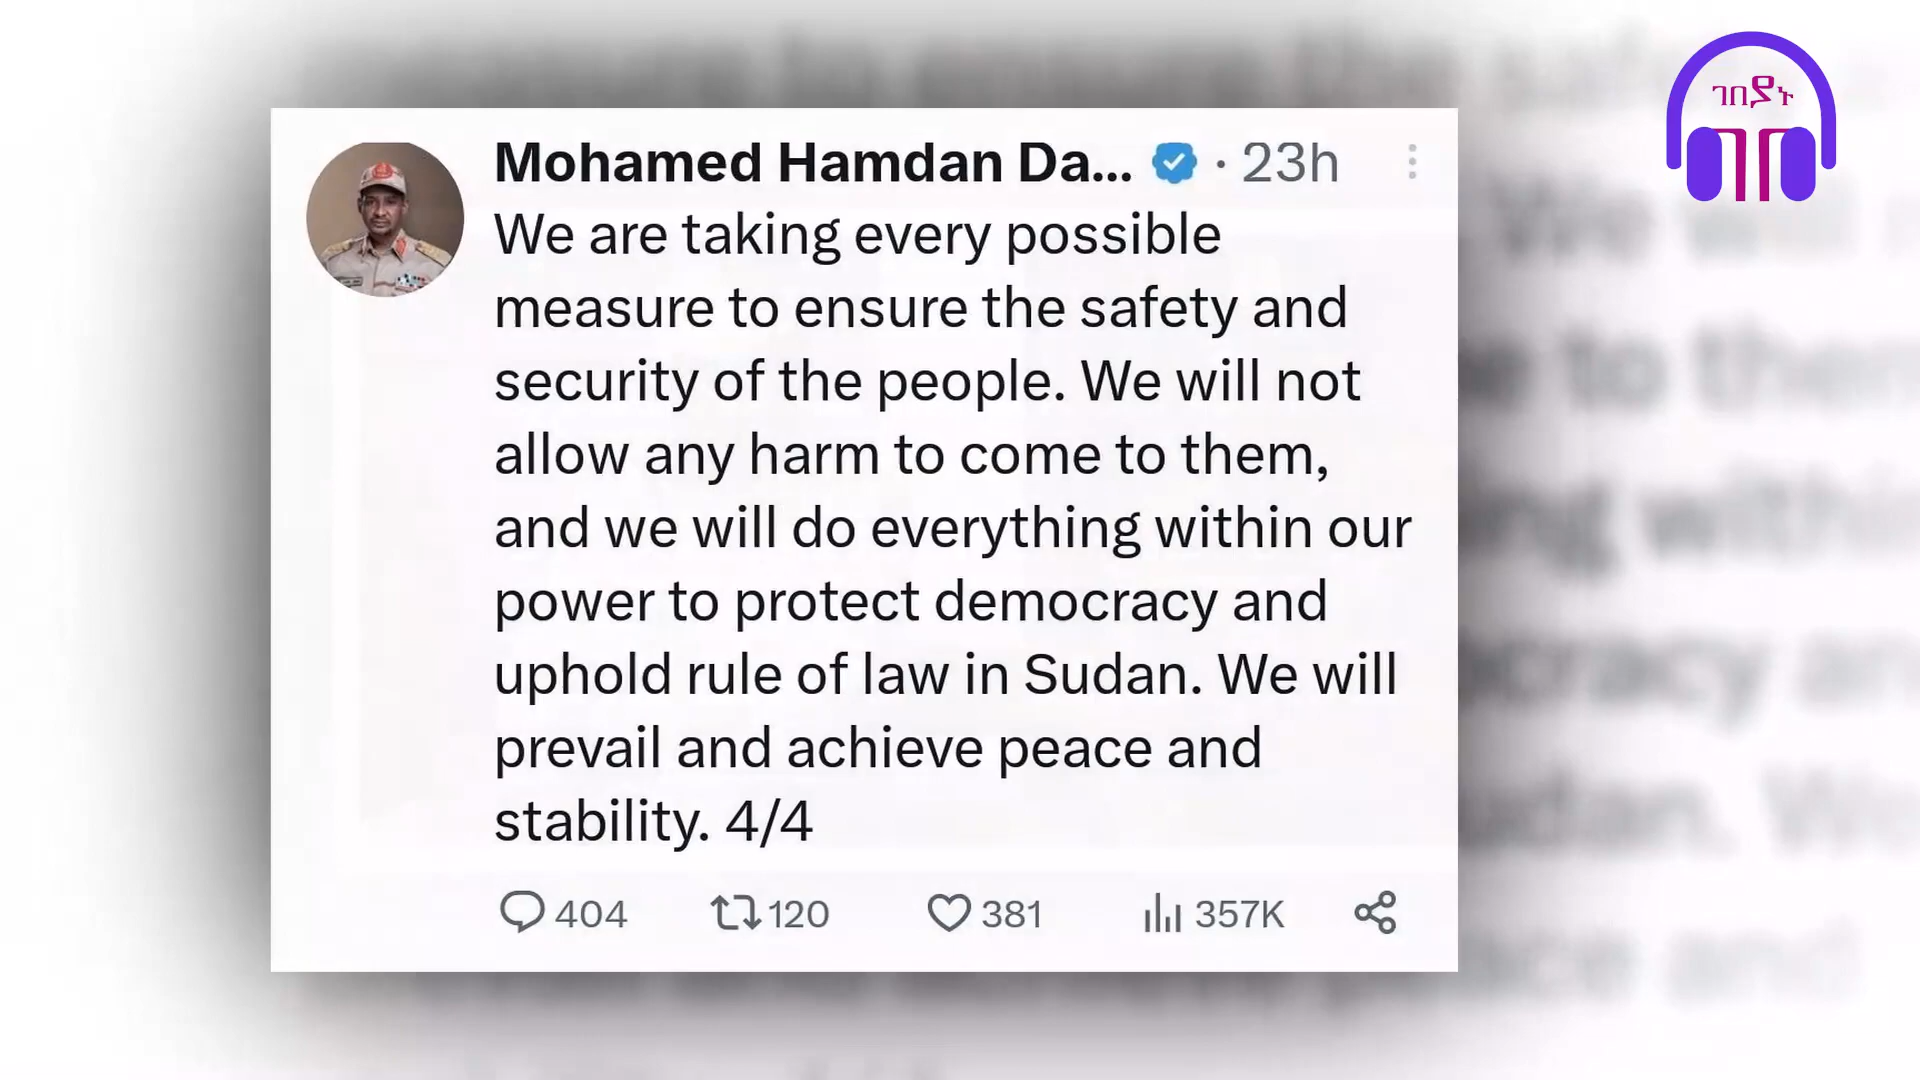 ገበያኑ
Mohamed Hamdan Da... · 23h
We are taking every possible
measure to ensure the safety and
security of the people. We will not
allow any harm to come to them,
and we will do everything within our
power to protect democracy and
uphold rule of law in Sudan. We will
prevail and achieve peace and
stability. 4/4
404 120 381 357K